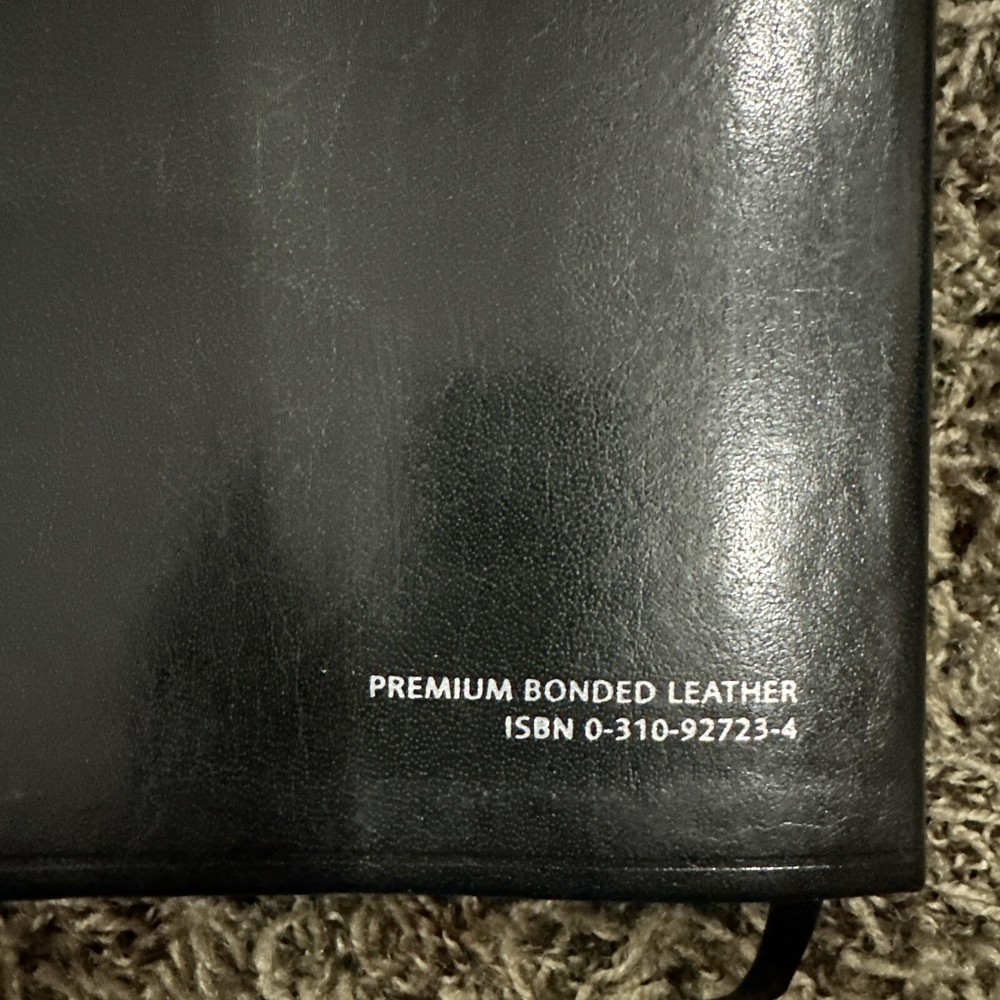 PREMIUM BONDED LEATHER
ISBN 0-310-92723-4